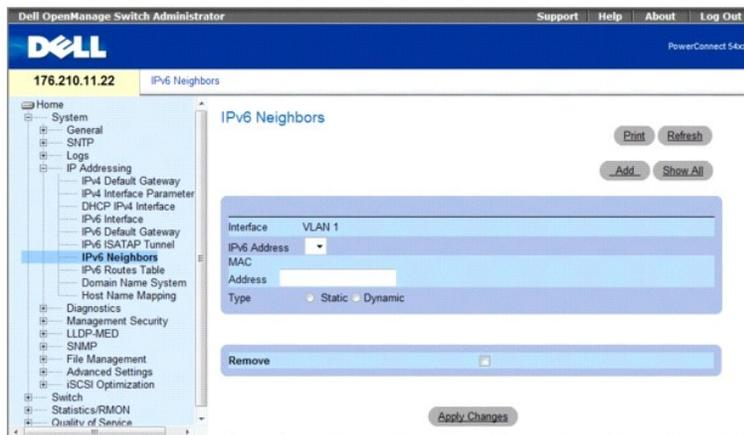 Dell OpenManage Switch Administrator
Support Help About Log Out
DELL
PowerConnect 54xx
176.210.11.22
IPv6 Neighbors
Home
System
General
SNTP
Logs
IP Addressing
IPv4 Default Gateway
IPv4 Interface Parameter
DHCP IPv4 Interface
IPv6 Interface
IPv6 Default Gateway
IPv6 ISATAP Tunnel
IPv6 Neighbors
IPv6 Routes Table
Domain Name System
Host Name Mapping
Diagnostics
Management Security
LLDP-MED
SNMP
File Management
Advanced Settings
iSCSI Optimization
Switch
Statistics/RMON
Quality of Service
IPv6 Neighbors
Print Refresh
Add Show All
Interface VLAN 1
IPv6 Address
MAC
Address
Type Static Dynamic
Remove
Apply Changes